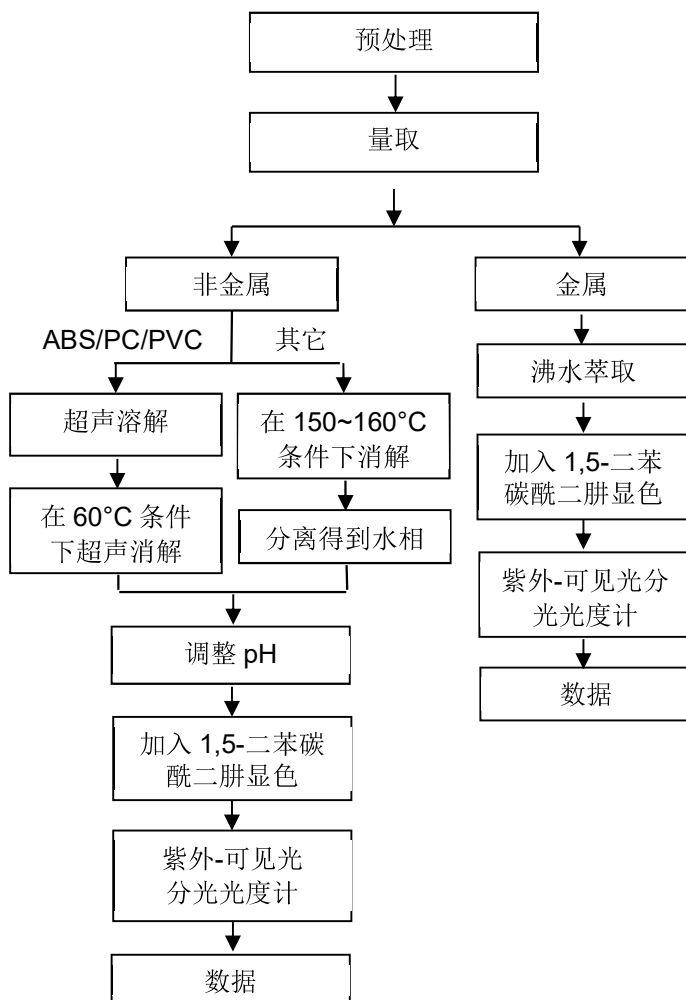 预处理
量取
非金属
金属
ABS/PC/PVC
其它
沸水萃取
超声溶解
在 150~160°C
条件下消解
加入 1,5-二苯
碳酰二肼显色
在 60°C 条件
下超声消解
分离得到水相
紫外-可见光分
光光度计
调整 pH
数据
加入 1,5-二苯碳
酰二肼显色
紫外-可见光
分光光度计
数据